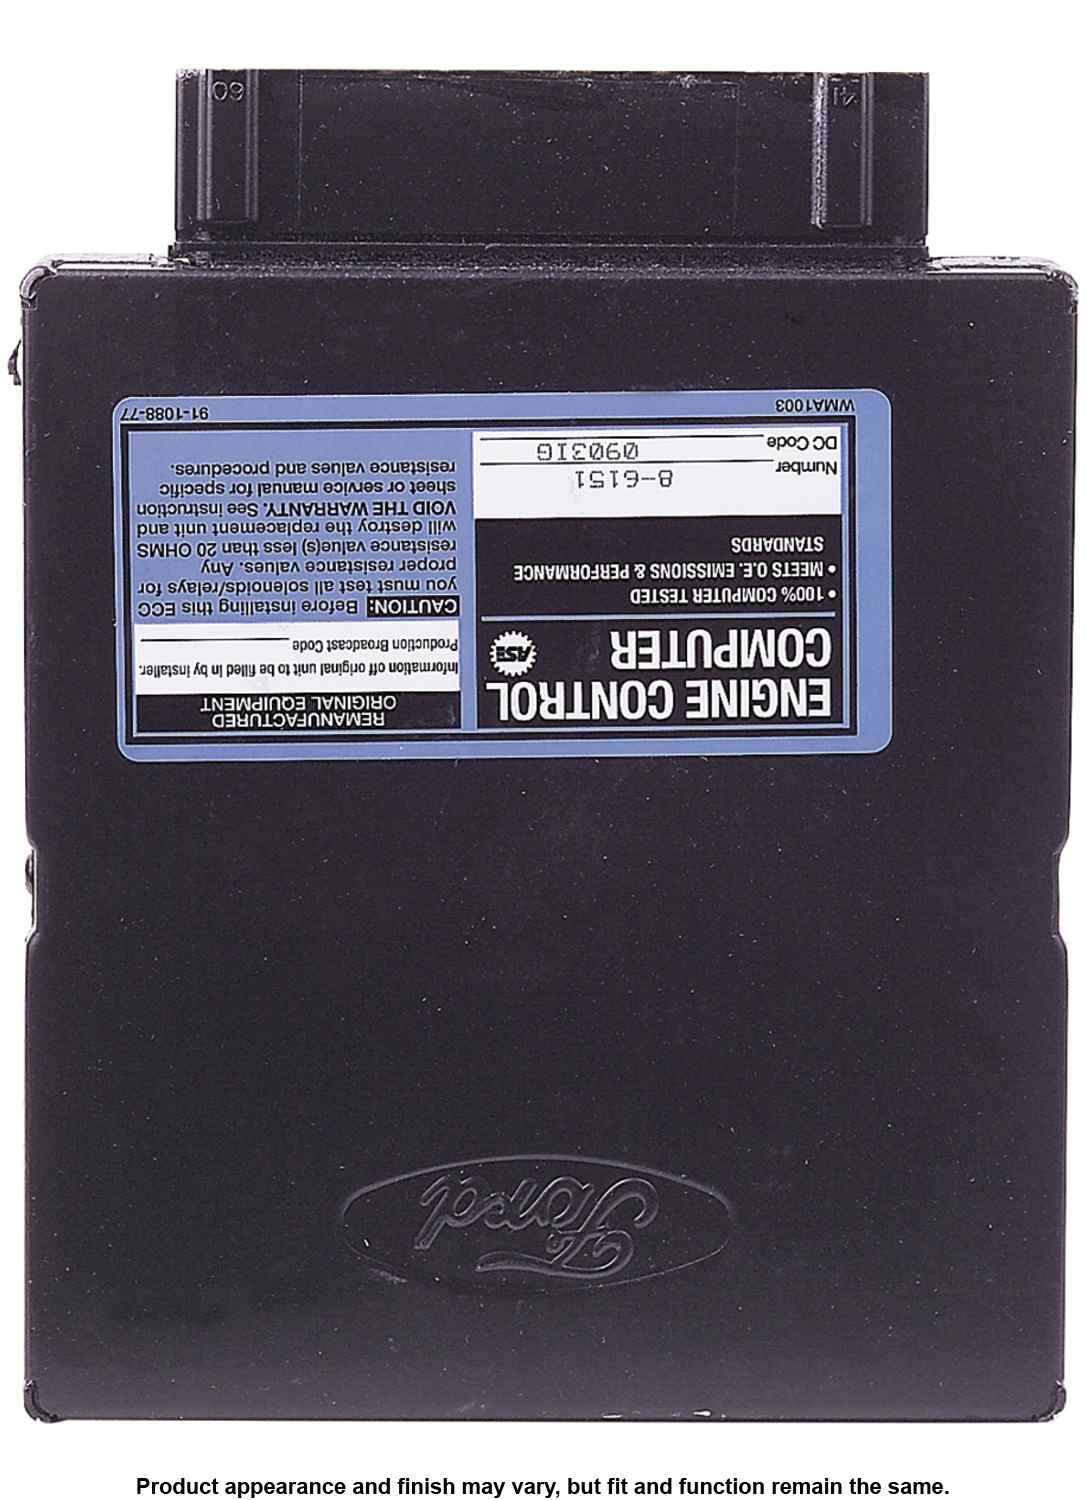 ENGINE CONTROL
COMPUTER
ASE
• 100% COMPUTER TESTED
• MEETS O.E. EMISSIONS & PERFORMANCE
STANDARDS
Number 8-6151
DC Code 09031G
WMA1003
REMANUFACTURED
ORIGINAL EQUIPMENT
Information off original unit to be filled in by installer.
Production Broadcast Code
CAUTION: Before installing this ECC
you must test all solenoids/relays for
proper resistance values. Any
resistance value(s) less than 20 OHMS
will destroy the replacement unit and
VOID THE WARRANTY. See instruction
sheet or service manual for specific
resistance values and procedures.
91-1088-77
60
41
Ford
Product appearance and finish may vary, but fit and function remain the same.